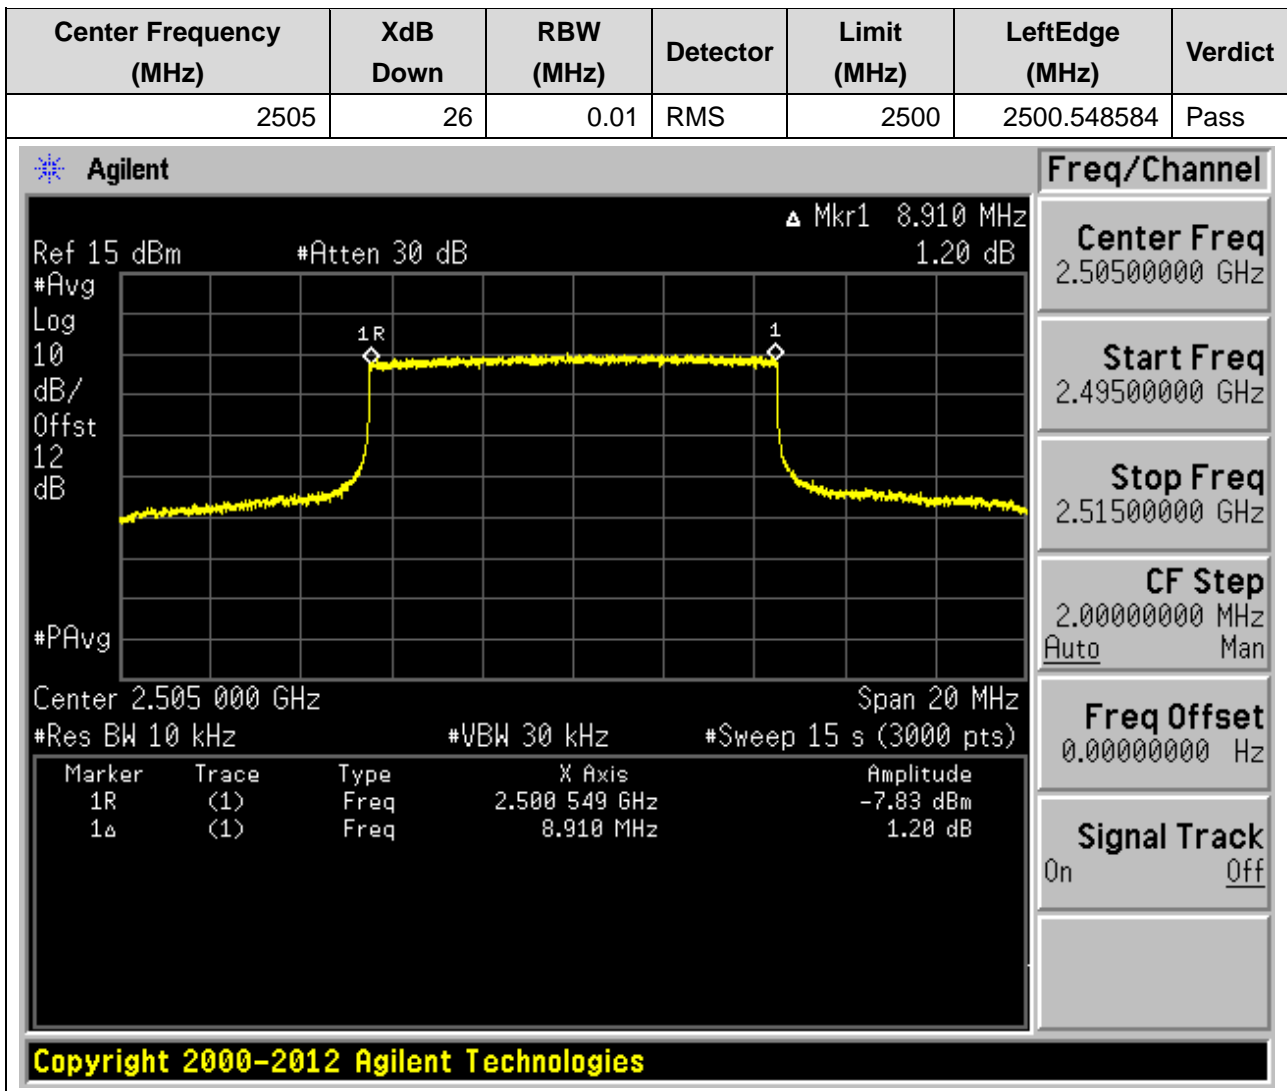 Center Frequency (MHz) XdB Down RBW (MHz) Detector Limit (MHz) LeftEdge (MHz) Verdict
2505 26 0.01 RMS 2500 2500.548584 Pass
Agilent
Freq/Channel
Δ Mkr1 8.910 MHz
Ref 15 dBm #Atten 30 dB 1.20 dB
#Avg
Log
10
dB/
Offst
12
dB
1R
1
#PAvg
Center 2.505 000 GHz Span 20 MHz
#Res BW 10 kHz #VBW 30 kHz #Sweep 15 s (3000 pts)
Marker Trace Type X Axis Amplitude
1R (1) Freq 2.500 549 GHz -7.83 dBm
1Δ (1) Freq 8.910 MHz 1.20 dB
Center Freq
2.50500000 GHz
Start Freq
2.49500000 GHz
Stop Freq
2.51500000 GHz
CF Step
2.00000000 MHz
Auto Man
Freq Offset
0.00000000 Hz
Signal Track
On Off
Copyright 2000-2012 Agilent Technologies